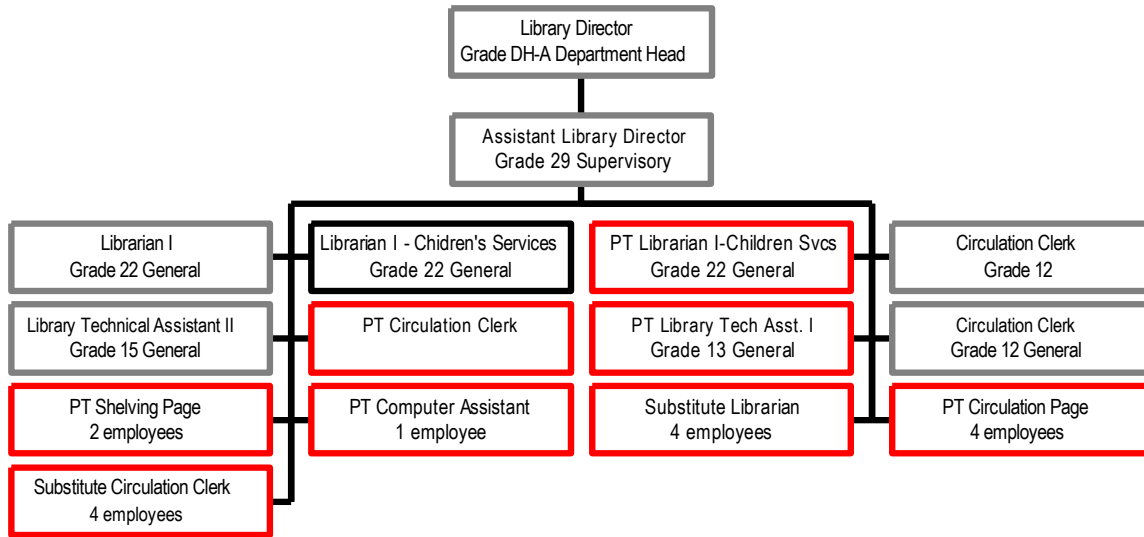 Library Director
Grade DH-A Department Head
Assistant Library Director
Grade 29 Supervisory
Librarian I
Grade 22 General
Librarian I - Chidren's Services
Grade 22 General
PT Librarian I-Children Svcs
Grade 22 General
Circulation Clerk
Grade 12
Library Technical Assistant II
Grade 15 General
PT Circulation Clerk
PT Library Tech Asst. I
Grade 13 General
Circulation Clerk
Grade 12 General
PT Shelving Page
2 employees
PT Computer Assistant
1 employee
Substitute Librarian
4 employees
PT Circulation Page
4 employees
Substitute Circulation Clerk
4 employees